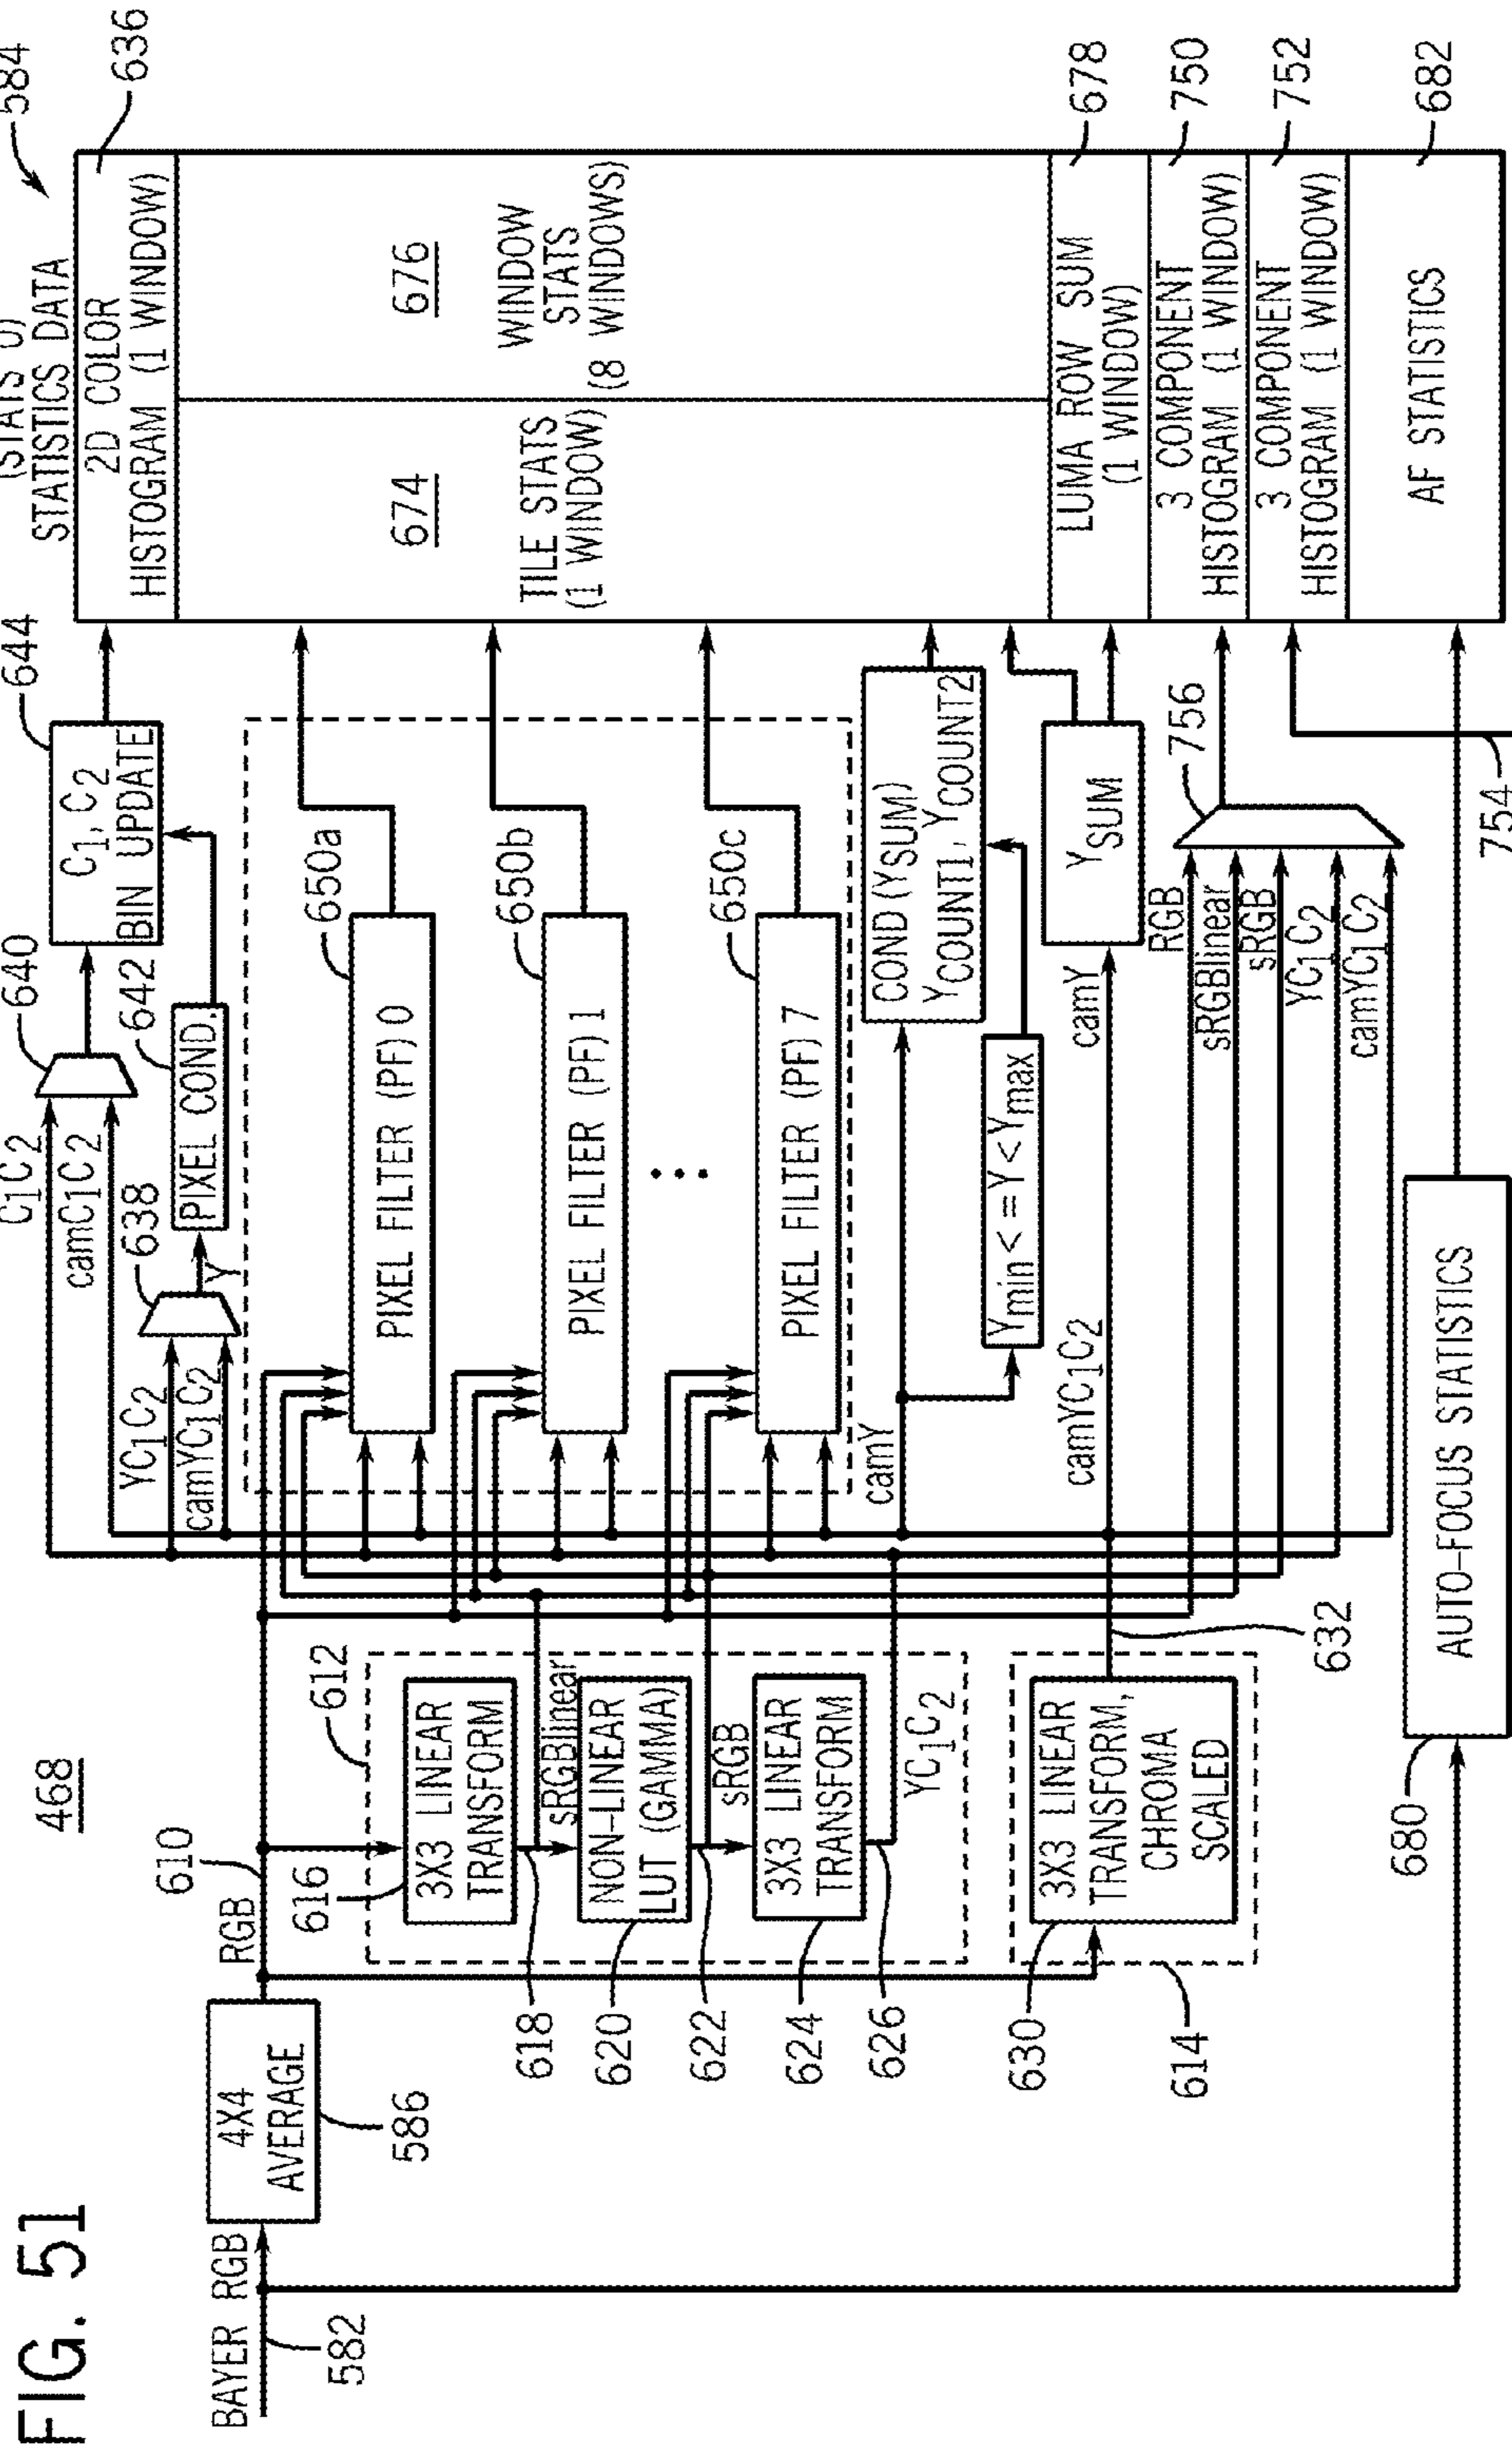 FIG. 51
468
(STATS 0)
STATISTICS DATA
584
636
2D COLOR
HISTOGRAM (1 WINDOW)
C1C2
camC1C2
640
644
C1, C2
BIN UPDATE
YC1C2
camYC1C2
638
Y
642
PIXEL COND.
BAYER RGB
582
4X4
AVERAGE
586
RGB
610
612
616
3X3 LINEAR
TRANSFORM
618
sRGBlinear
620
NON-LINEAR
LUT (GAMMA)
622
sRGB
624
3X3 LINEAR
TRANSFORM
626
YC1C2
630
3X3 LINEAR
TRANSFORM,
CHROMA
SCALED
614
632
PIXEL FILTER (PF) 0
650a
PIXEL FILTER (PF) 1
650b
...
PIXEL FILTER (PF) 7
650c
TILE STATS
(1 WINDOW)
674
676
WINDOW
STATS
(8 WINDOWS)
camY
COND (YSUM)
YCOUNT1, YCOUNT2
Ymin < = Y < Ymax
camYC1C2
camY
YSUM
LUMA ROW SUM
(1 WINDOW)
678
RGB
sRGBlinear
sRGB
YC1C2
camYC1C2
756
3 COMPONENT
HISTOGRAM (1 WINDOW)
750
3 COMPONENT
HISTOGRAM (1 WINDOW)
752
754
680
AUTO-FOCUS STATISTICS
AF STATISTICS
682